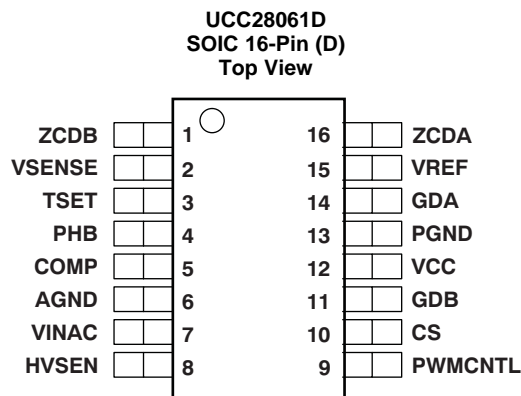 UCC28061D
SOIC 16-Pin (D)
Top View
ZCDB 1 16 ZCDA
VSENSE 2 15 VREF
TSET 3 14 GDA
PHB 4 13 PGND
COMP 5 12 VCC
AGND 6 11 GDB
VINAC 7 10 CS
HVSEN 8 9 PWMCNTL